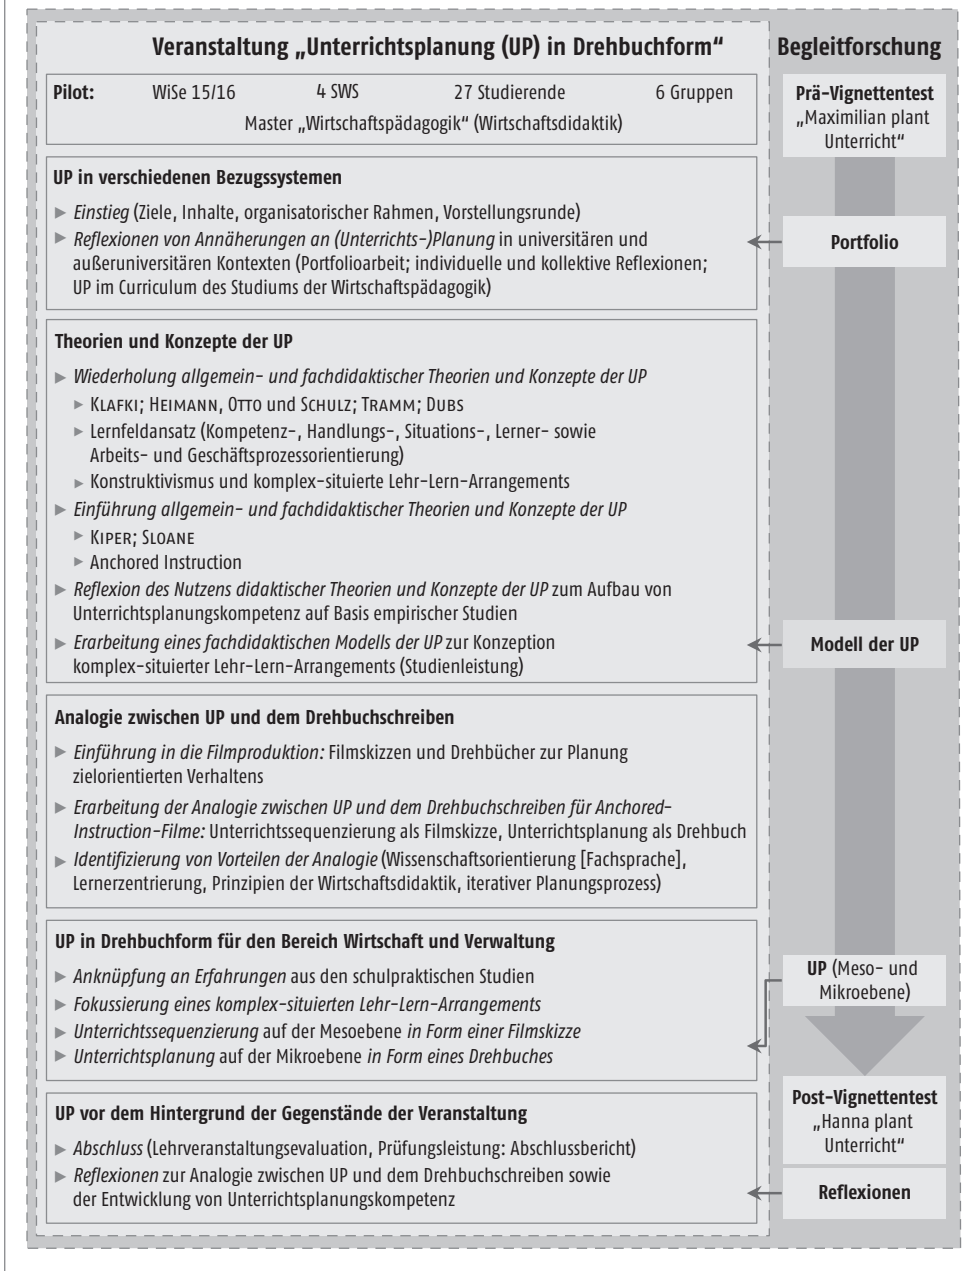 Veranstaltung „Unterrichtsplanung (UP) in Drehbuchform“
Pilot: WiSe 15/16 4 SWS 27 Studierende 6 Gruppen
Master „Wirtschaftspädagogik“ (Wirtschaftsdidaktik)
UP in verschiedenen Bezugssystemen
▶ Einstieg (Ziele, Inhalte, organisatorischer Rahmen, Vorstellungsrunde)
▶ Reflexionen von Annäherungen an (Unterrichts-)Planung in universitären und
außeruniversitären Kontexten (Portfolioarbeit; individuelle und kollektive Reflexionen;
UP im Curriculum des Studiums der Wirtschaftspädagogik)
Theorien und Konzepte der UP
▶ Wiederholung allgemein- und fachdidaktischer Theorien und Konzepte der UP
▶ KLAFKI; HEIMANN, OTTO und SCHULZ; TRAMM; DUBS
▶ Lernfeldansatz (Kompetenz-, Handlungs-, Situations-, Lerner- sowie
Arbeits- und Geschäftsprozessorientierung)
▶ Konstruktivismus und komplex-situierte Lehr-Lern-Arrangements
▶ Einführung allgemein- und fachdidaktischer Theorien und Konzepte der UP
▶ KIPER; SLOANE
▶ Anchored Instruction
▶ Reflexion des Nutzens didaktischer Theorien und Konzepte der UP zum Aufbau von
Unterrichtsplanungskompetenz auf Basis empirischer Studien
▶ Erarbeitung eines fachdidaktischen Modells der UP zur Konzeption
komplex-situierter Lehr-Lern-Arrangements (Studienleistung)
Analogie zwischen UP und dem Drehbuchschreiben
▶ Einführung in die Filmproduktion: Filmskizzen und Drehbücher zur Planung
zielorientierten Verhaltens
▶ Erarbeitung der Analogie zwischen UP und dem Drehbuchschreiben für Anchored-
Instruction-Filme: Unterrichtssequenzierung als Filmskizze, Unterrichtsplanung als Drehbuch
▶ Identifizierung von Vorteilen der Analogie (Wissenschaftsorientierung [Fachsprache],
Lernerzentrierung, Prinzipien der Wirtschaftsdidaktik, iterativer Planungsprozess)
UP in Drehbuchform für den Bereich Wirtschaft und Verwaltung
▶ Anknüpfung an Erfahrungen aus den schulpraktischen Studien
▶ Fokussierung eines komplex-situierten Lehr-Lern-Arrangements
▶ Unterrichtssequenzierung auf der Mesoebene in Form einer Filmskizze
▶ Unterrichtsplanung auf der Mikroebene in Form eines Drehbuches
UP vor dem Hintergrund der Gegenstände der Veranstaltung
▶ Abschluss (Lehrveranstaltungsevaluation, Prüfungsleistung: Abschlussbericht)
▶ Reflexionen zur Analogie zwischen UP und dem Drehbuchschreiben sowie
der Entwicklung von Unterrichtsplanungskompetenz
Begleitforschung
Prä-Vignettentest
„Maximilian plant
Unterricht“
Portfolio
Modell der UP
UP (Meso- und
Mikroebene)
Post-Vignettentest
„Hanna plant
Unterricht“
Reflexionen